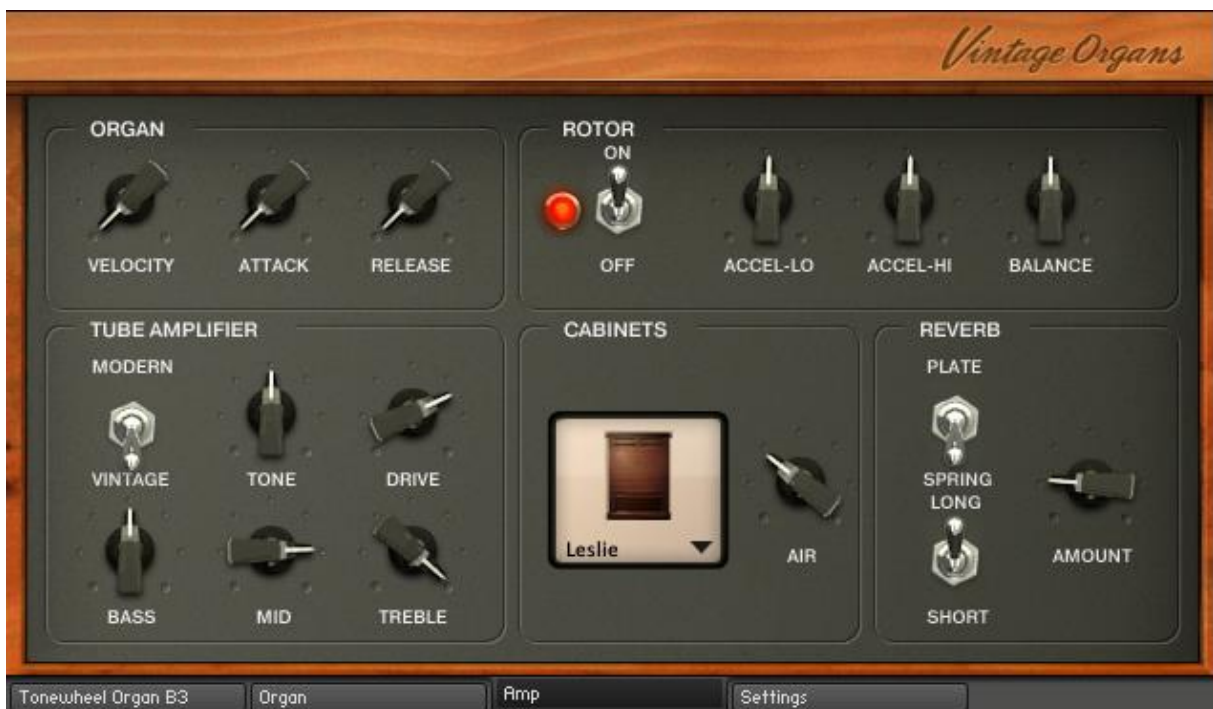 Vintage Organs
ORGAN
VELOCITY ATTACK RELEASE
ROTOR
ON
OFF
ACCEL-LO ACCEL-HI BALANCE
TUBE AMPLIFIER
MODERN
VINTAGE TONE DRIVE
BASS MID TREBLE
CABINETS
Leslie
AIR
REVERB
PLATE
SPRING
LONG
SHORT
AMOUNT
Tonewheel Organ B3 Organ Amp Settings